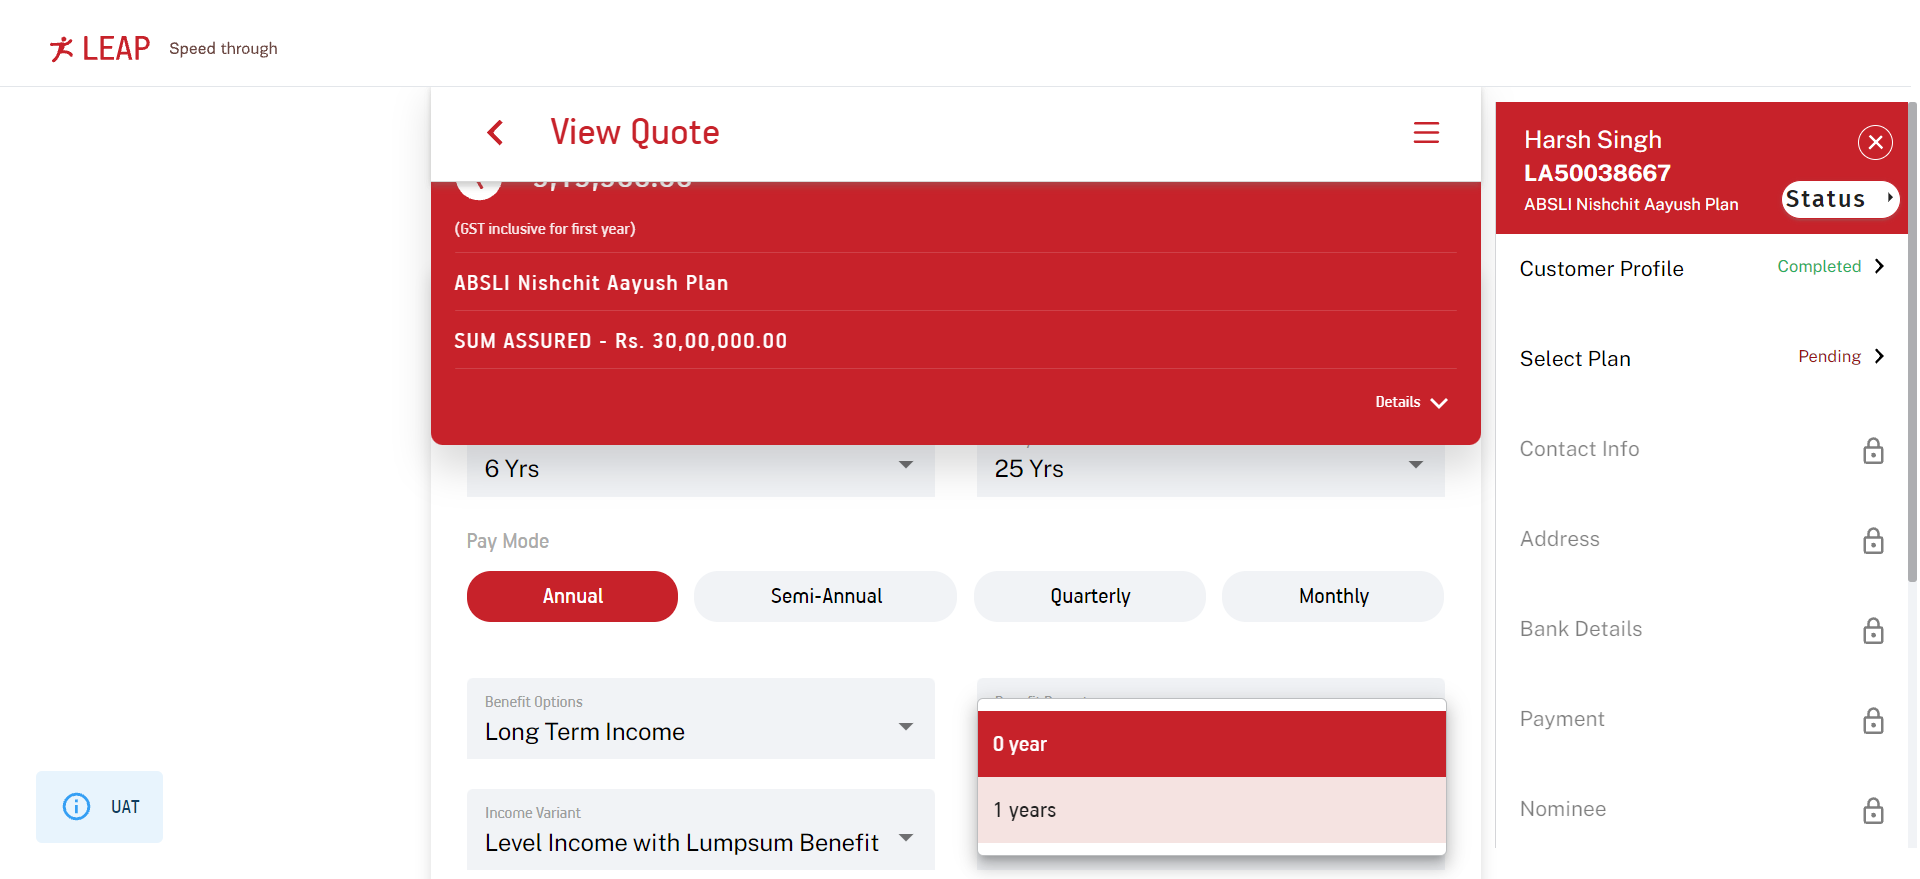 LEAP Speed through
View Quote
(GST inclusive for first year)
ABSLI Nishchit Aayush Plan
SUM ASSURED - Rs. 30,00,000.00
Details
6 Yrs
25 Yrs
Pay Mode
Annual
Semi-Annual
Quarterly
Monthly
Benefit Options
Long Term Income
0 year
1 years
Income Variant
Level Income with Lumpsum Benefit
UAT
Harsh Singh
LA50038667
ABSLI Nishchit Aayush Plan
Status
Customer Profile Completed
Select Plan Pending
Contact Info
Address
Bank Details
Payment
Nominee